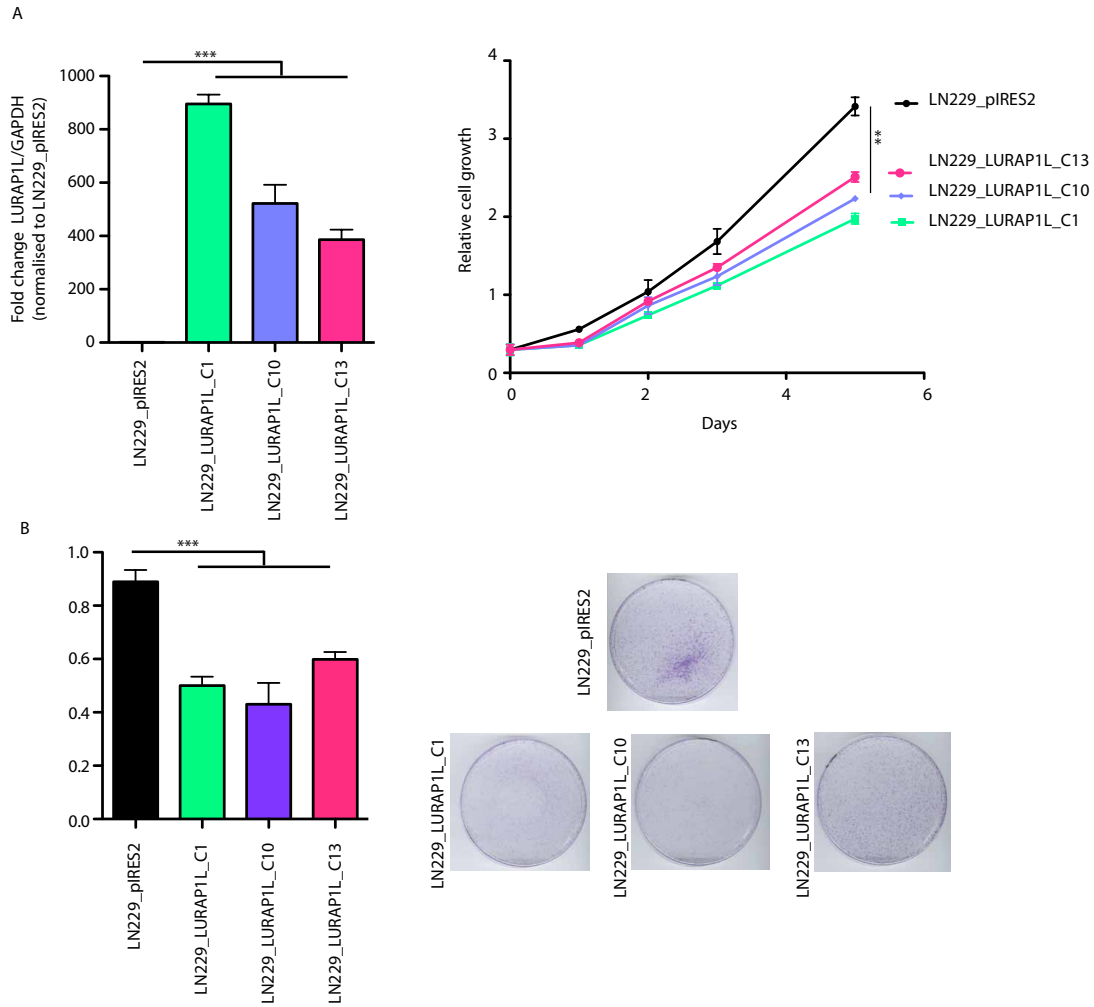 A
***
Fold change LURAP1L/GAPDH
(normalised to LN229_pIRES2)
1000
800
600
400
200
0
LN229_pIRES2
LN229_LURAP1L_C1
LN229_LURAP1L_C10
LN229_LURAP1L_C13
Relative cell growth
4
3
2
1
0
0
2
4
6
Days
**
LN229_pIRES2
LN229_LURAP1L_C13
LN229_LURAP1L_C10
LN229_LURAP1L_C1
B
***
1.0
0.8
0.6
0.4
0.2
0.0
LN229_pIRES2
LN229_LURAP1L_C1
LN229_LURAP1L_C10
LN229_LURAP1L_C13
LN229_pIRES2
LN229_LURAP1L_C1
LN229_LURAP1L_C10
LN229_LURAP1L_C13